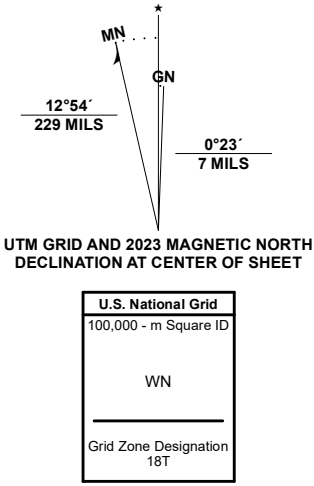 ★
MN
GN
12°54´
229 MILS
0°23´
7 MILS
UTM GRID AND 2023 MAGNETIC NORTH
DECLINATION AT CENTER OF SHEET
U.S. National Grid
100,000 - m Square ID
WN
Grid Zone Designation
18T